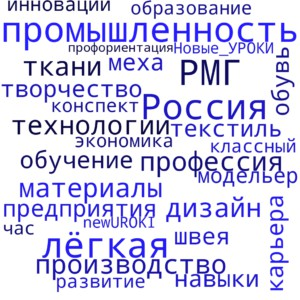 инновации
образование
промышленность
профориентация
Новые_УРОКИ
ткани
меха
РМГ
обувь
творчество
конспект
Россия
технологии
текстиль
экономика
классный
обучение
профессия
модельер
материалы
предприятия
дизайн
newUROKI
карьера
час
лёгкая
швея
производство
развитие
навыки